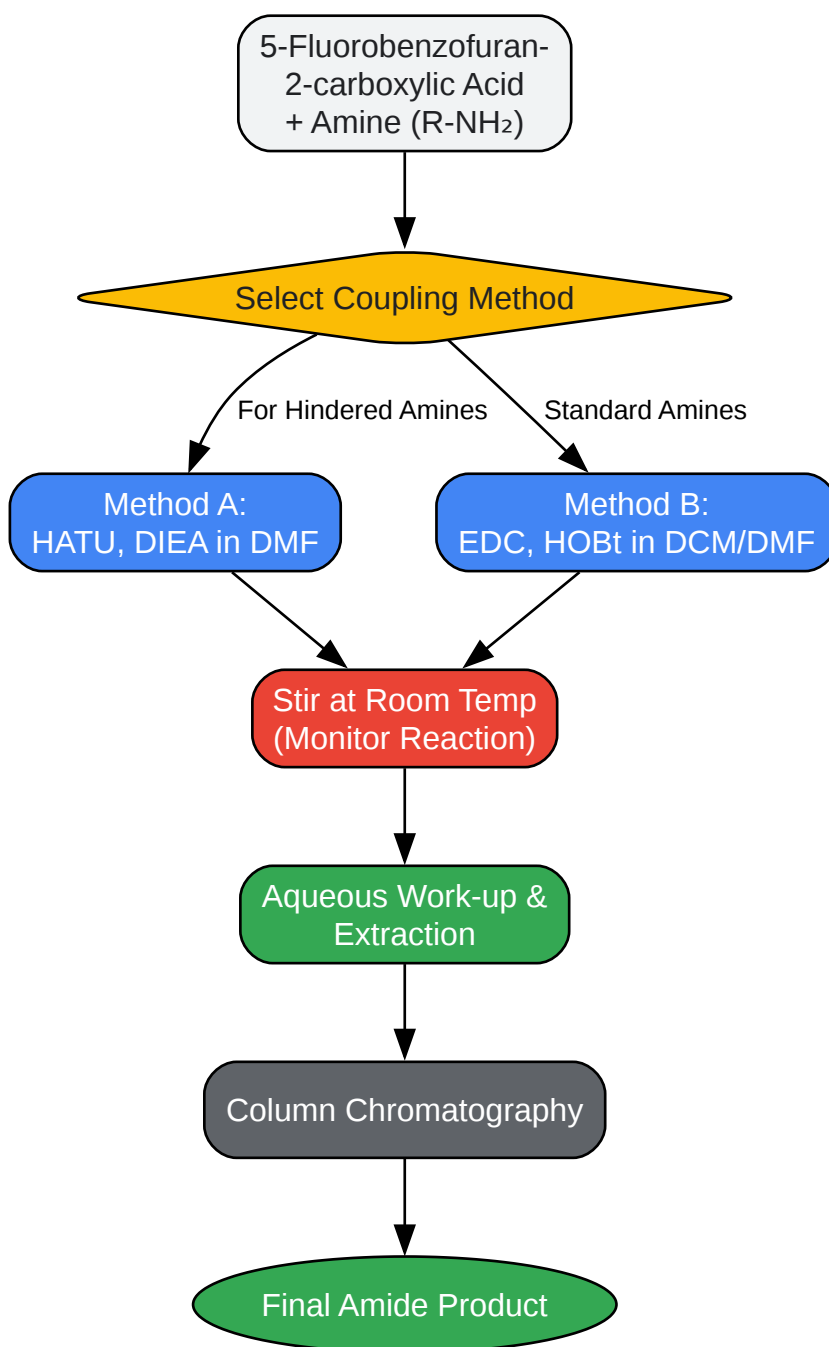 5-Fluorobenzofuran-
2-carboxylic Acid
+ Amine (R-NH₂)
Select Coupling Method
For Hindered Amines
Standard Amines
Method A:
HATU, DIEA in DMF
Method B:
EDC, HOBt in DCM/DMF
Stir at Room Temp
(Monitor Reaction)
Aqueous Work-up &
Extraction
Column Chromatography
Final Amide Product